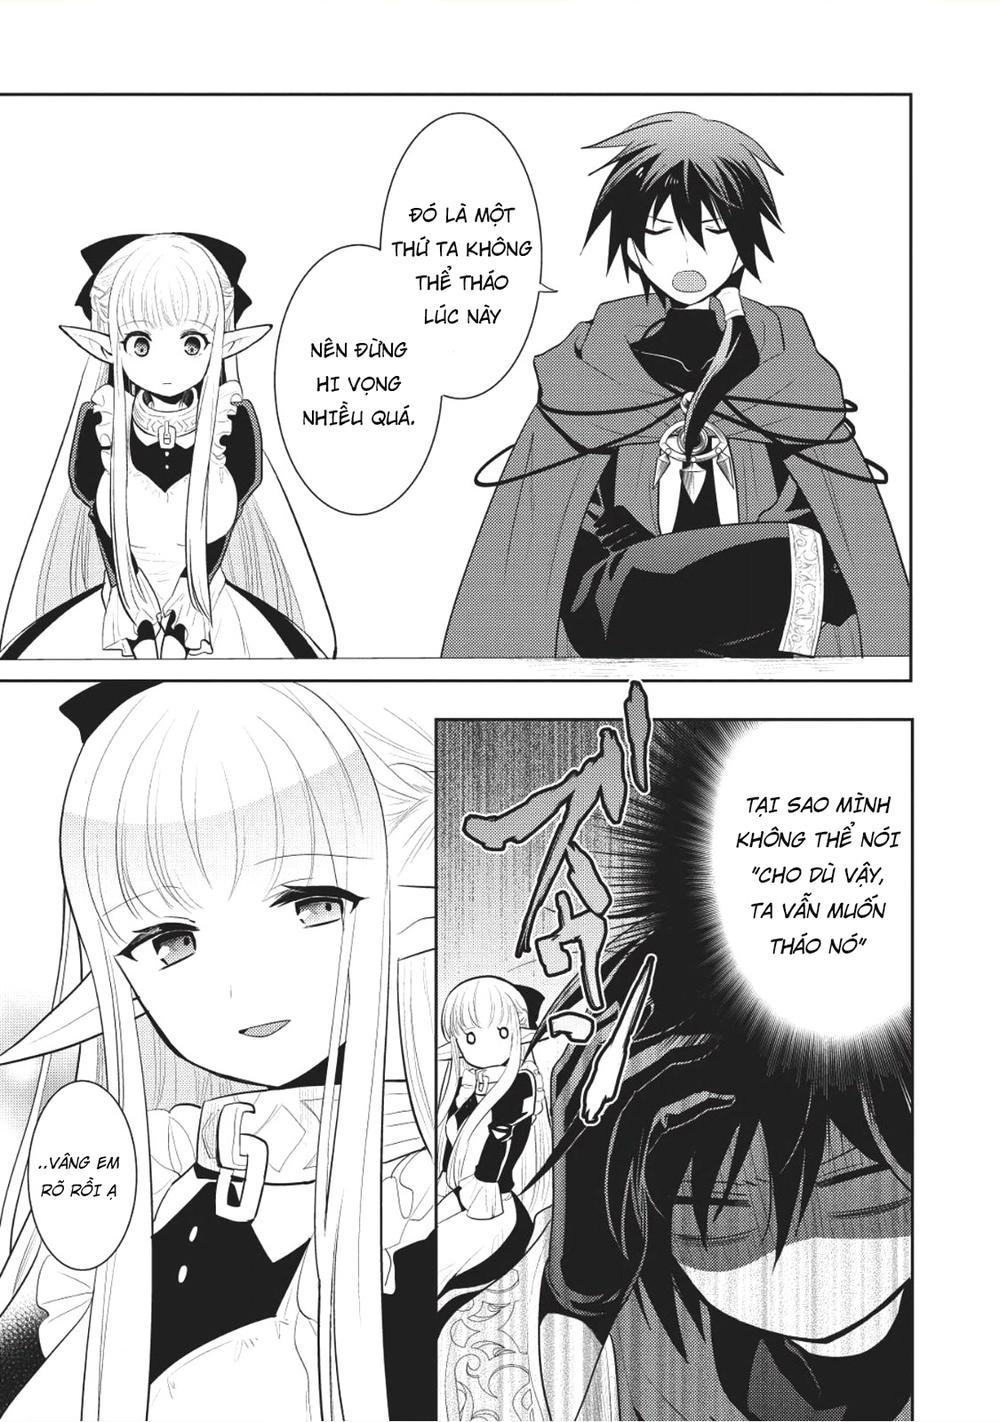 ĐÓ LÀ MỘT
THỨ TA KHÔNG
THỂ THÁO
LÚC NÀY
NÊN ĐỪNG
HI VỌNG
NHIỀU QUÁ.
TẠI SAO MÌNH
KHÔNG THỂ NÓI
"CHO DÙ VẬY,
TA VẪN MUỐN
THÁO NÓ"
..VÂNG EM
RÕ RỒI Ạ